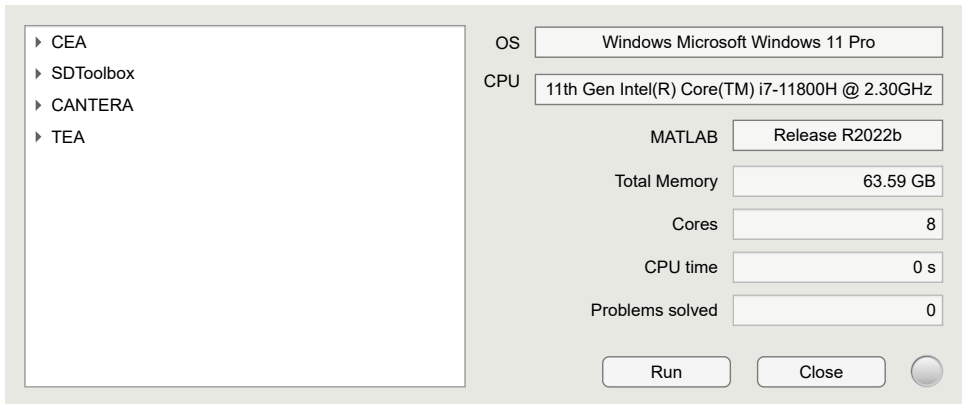 CEA
SDToolbox
CANTERA
TEA
OS Windows Microsoft Windows 11 Pro
CPU 11th Gen Intel(R) Core(TM) i7-11800H @ 2.30GHz
MATLAB Release R2022b
Total Memory 63.59 GB
Cores 8
CPU time 0 s
Problems solved 0
Run Close